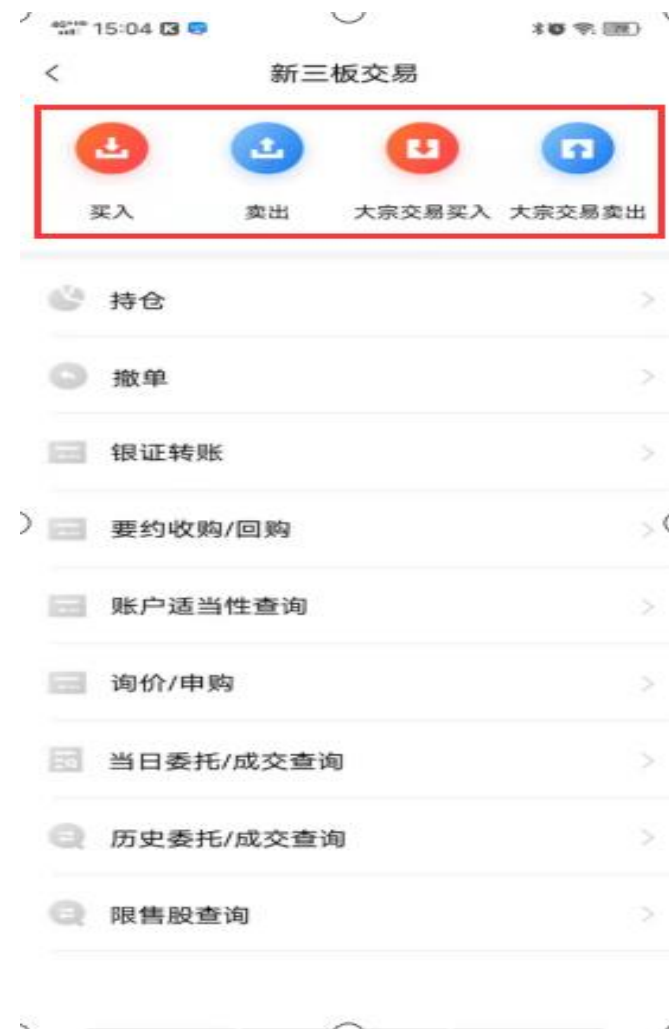 15:04
新三板交易
买入 卖出 大宗交易买入 大宗交易卖出
持仓
撤单
银证转账
要约收购/回购
账户适当性查询
询价/申购
当日委托/成交查询
历史委托/成交查询
限售股查询